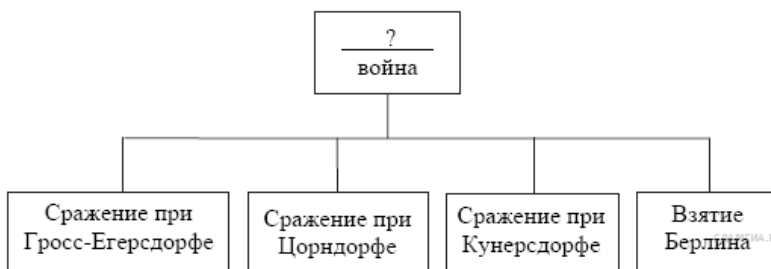 ?
война
Сражение при
Гросс-Егерсдорфе
Сражение при
Цорндорфе
Сражение при
Кунерсдорфе
Взятие
Берлина